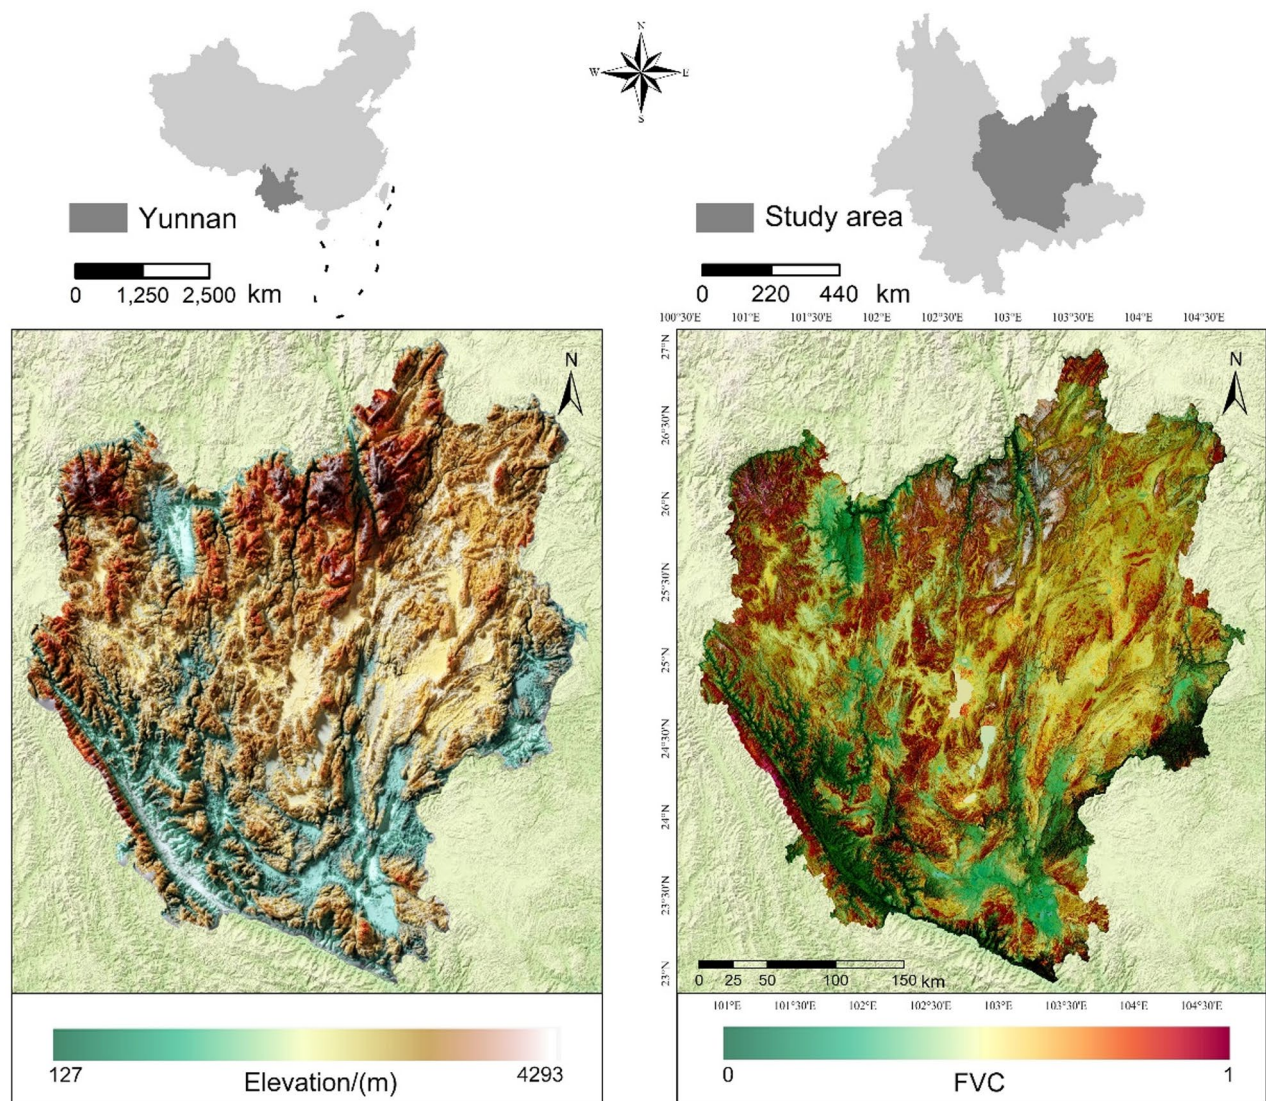 N
W E
S
Yunnan
0 1,250 2,500 km
Study area
0 220 440 km
100°30'E 101°E 101°30'E 102°E 102°30'E 103°E 103°30'E 104°E 104°30'E
N
N
27°N
26°30'N
26°N
25°30'N
25°N
24°30'N
24°N
23°30'N
23°N
0 25 50 100 150 km
101°E 101°30'E 102°E 102°30'E 103°E 103°30'E 104°E 104°30'E
127 4293
Elevation/(m)
0 1
FVC